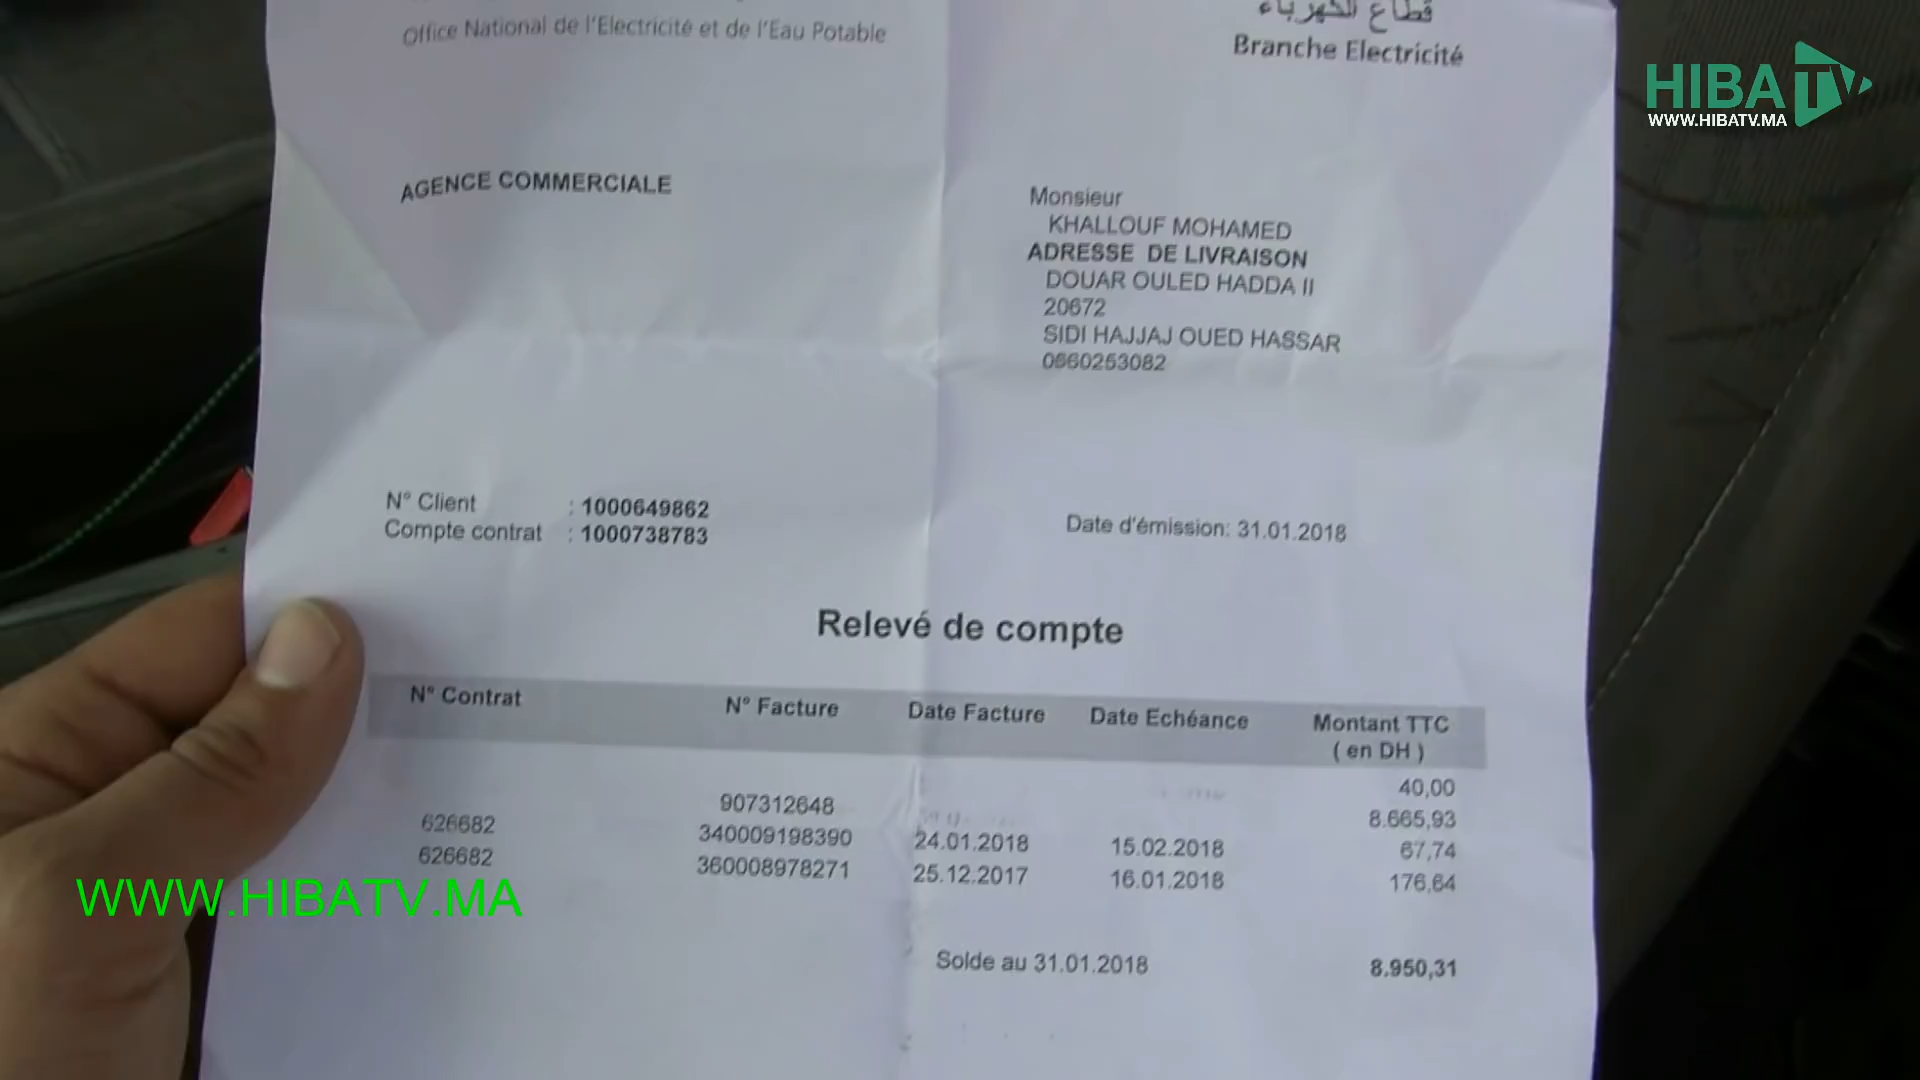 Office National de l'Electricité et de l'Eau Potable
قطاع الكهرباء
Branche Electricité
HIBA TV
WWW.HIBATV.MA
AGENCE COMMERCIALE
Monsieur
KHALLOUF MOHAMED
ADRESSE DE LIVRAISON
DOUAR OULED HADDA II
20672
SIDI HAJJAJ OUED HASSAR
0660253082
N° Client : 1000649862
Compte contrat : 1000738783
Date d'émission: 31.01.2018
Relevé de compte
N° Contrat N° Facture Date Facture Date Echéance Montant TTC
( en DH )
40,00
907312648 8.665,93
626682 340009198390 24.01.2018 15.02.2018 67,74
626682 360008978271 25.12.2017 16.01.2018 176,64
WWW.HIBATV.MA
Solde au 31.01.2018 8.950,31